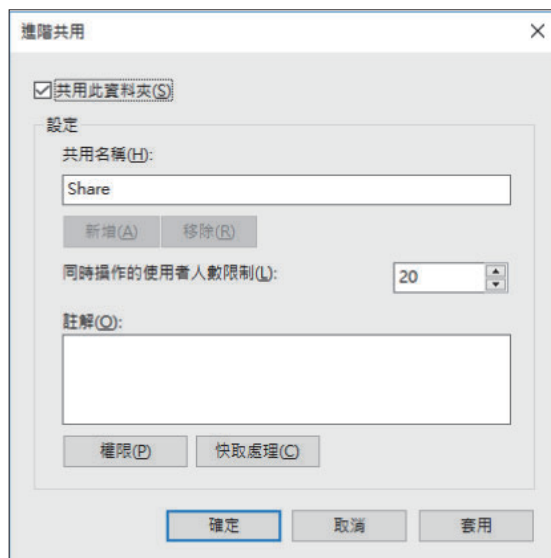 進階共用
共用此資料夾(S)
設定
共用名稱(H):
Share
新增(A) 移除(R)
同時操作的使用者人數限制(L): 20
註解(O):
權限(P) 快取處理(C)
確定 取消 套用